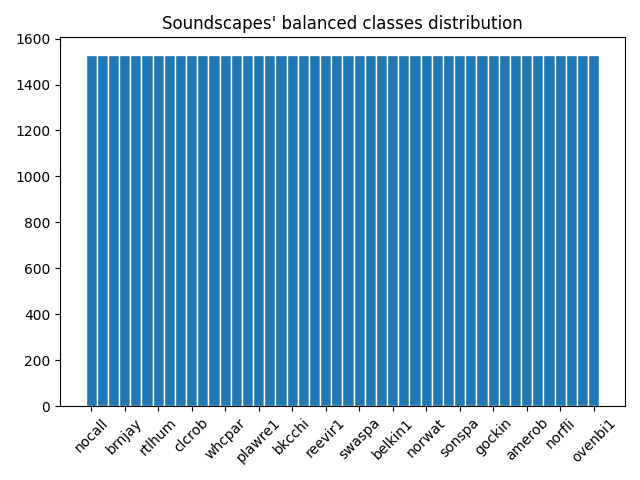 Soundscapes' balanced classes distribution
1600
1400
1200
1000
800
600
400
200
0
nocall
brnjay
rtlhum
clcrob
whcpar
plawre1
bkcchi
reevir1
swaspa
belkin1
norwat
sonspa
gockin
amerob
norfli
ovenbi1